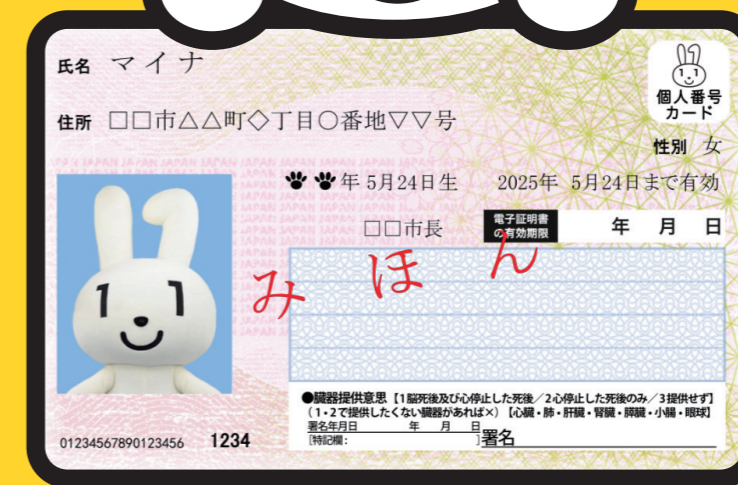 氏名 マイナ
個人番号
カード
住所 □□市△△町◇丁目○番地▽▽号
性別 女
年 5月24日生 2025年 5月24日まで有効
□□市長 電子証明書の有効期限 年 月 日
みほん
1 1
●臓器提供意思【1脳死後及び心停止した死後／2心停止した死後のみ／3提供せず】
（1・2で提供したくない臓器があれば×）【心臓・肺・肝臓・腎臓・膵臓・小腸・眼球】
署名年月日 年 月 日
［特記欄： ］署名
01234567890123456 1234